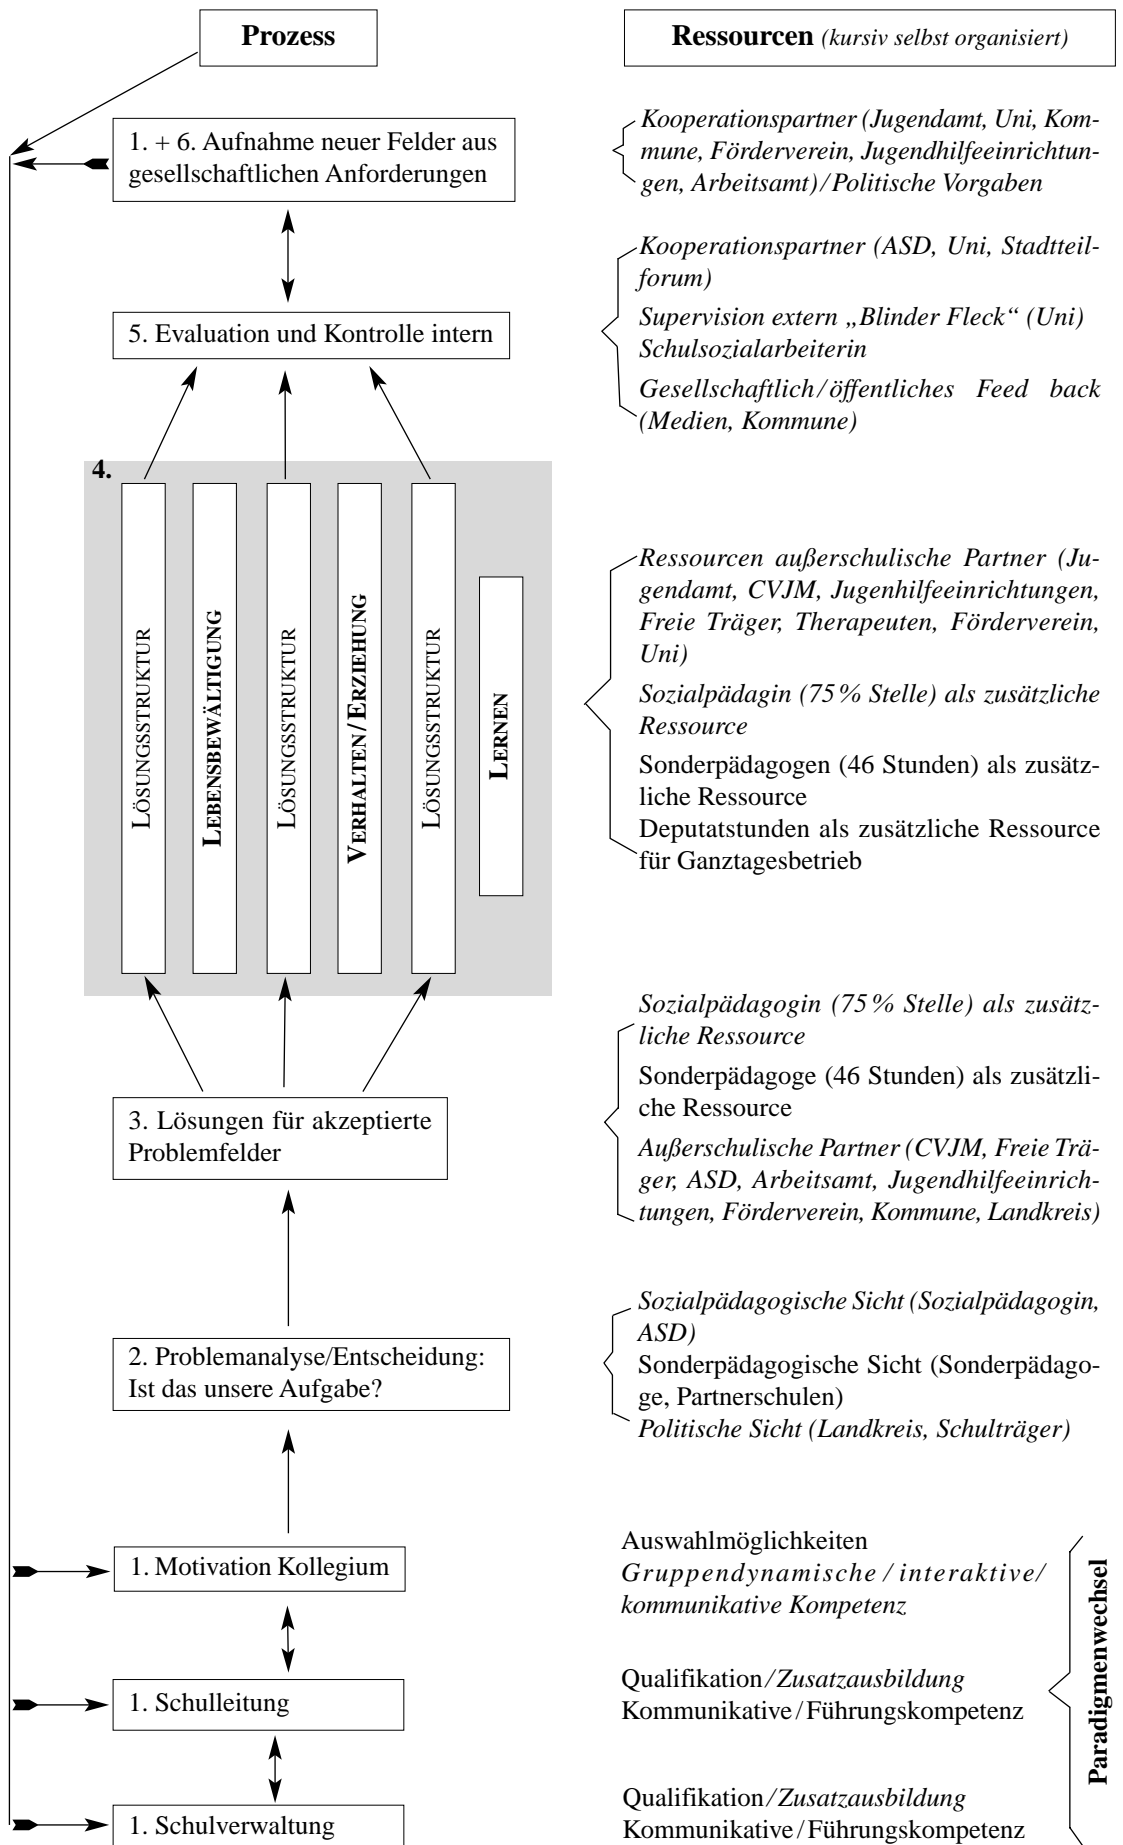 Prozess
Ressourcen (kursiv selbst organisiert)
1. + 6. Aufnahme neuer Felder aus
gesellschaftlichen Anforderungen
Kooperationspartner (Jugendamt, Uni, Kom-
mune, Förderverein, Jugendhilfeeinrichtun-
gen, Arbeitsamt)/Politische Vorgaben
5. Evaluation und Kontrolle intern
Kooperationspartner (ASD, Uni, Stadtteil-
forum)
Supervision extern „Blinder Fleck“ (Uni)
Schulsozialarbeiterin
Gesellschaftlich/öffentliches Feed back
(Medien, Kommune)
4.
LÖSUNGSSTRUKTUR
LEBENSBEWÄLTIGUNG
LÖSUNGSSTRUKTUR
VERHALTEN/ERZIEHUNG
LÖSUNGSSTRUKTUR
LERNEN
Ressourcen außerschulische Partner (Ju-
gendamt, CVJM, Jugenhilfeeinrichtungen,
Freie Träger, Therapeuten, Förderverein,
Uni)
Sozialpädagin (75% Stelle) als zusätzliche
Ressource
Sonderpädagogen (46 Stunden) als zusätz-
liche Ressource
Deputatstunden als zusätzliche Ressource
für Ganztagesbetrieb
3. Lösungen für akzeptierte
Problemfelder
Sozialpädagogin (75% Stelle) als zusätz-
liche Ressource
Sonderpädagoge (46 Stunden) als zusätzli-
che Ressource
Außerschulische Partner (CVJM, Freie Trä-
ger, ASD, Arbeitsamt, Jugendhilfeeinrich-
tungen, Förderverein, Kommune, Landkreis)
2. Problemanalyse/Entscheidung:
Ist das unsere Aufgabe?
Sozialpädagogische Sicht (Sozialpädagogin,
ASD)
Sonderpädagogische Sicht (Sonderpädago-
ge, Partnerschulen)
Politische Sicht (Landkreis, Schulträger)
1. Motivation Kollegium
Auswahlmöglichkeiten
Gruppendynamische/interaktive/
kommunikative Kompetenz
1. Schulleitung
Qualifikation/Zusatzausbildung
Kommunikative/Führungskompetenz
1. Schulverwaltung
Qualifikation/Zusatzausbildung
Kommunikative/Führungskompetenz
Paradigmenwechsel